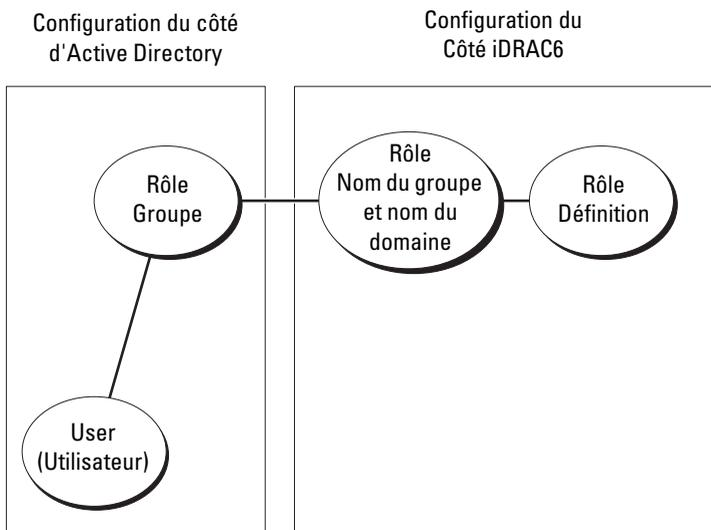 Configuration du côté
d'Active Directory
Configuration du
Côté iDRAC6
Rôle
Groupe
Rôle
Nom du groupe
et nom du
domaine
Rôle
Définition
User
(Utilisateur)